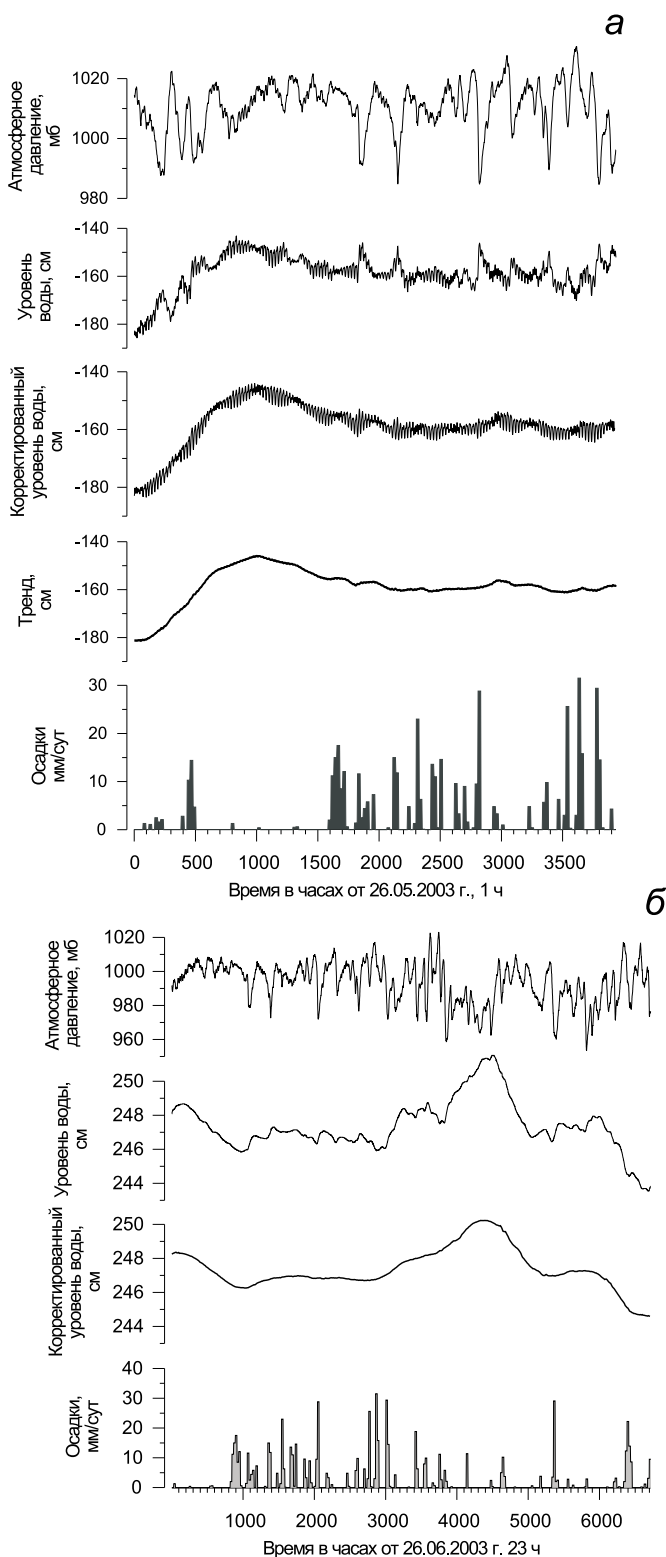 а
1020
1000
980
Атмосферное
давление,
мб
-140
-160
-180
Уровень
воды, см
-140
-160
-180
Корректированный
уровень воды,
см
-140
-160
-180
Тренд,
см
30
20
10
0
Осадки
мм/сут
0 500 1000 1500 2000 2500 3000 3500
Время в часах от 26.05.2003 г., 1 ч
б
1020
1000
980
960
Атмосферное
давление, мб
250
248
246
244
Уровень воды,
см
250
248
246
244
Корректированный
уровень воды,
см
40
30
20
10
0
Осадки,
мм/сут
1000 2000 3000 4000 5000 6000
Время в часах от 26.06.2003 г. 23 ч